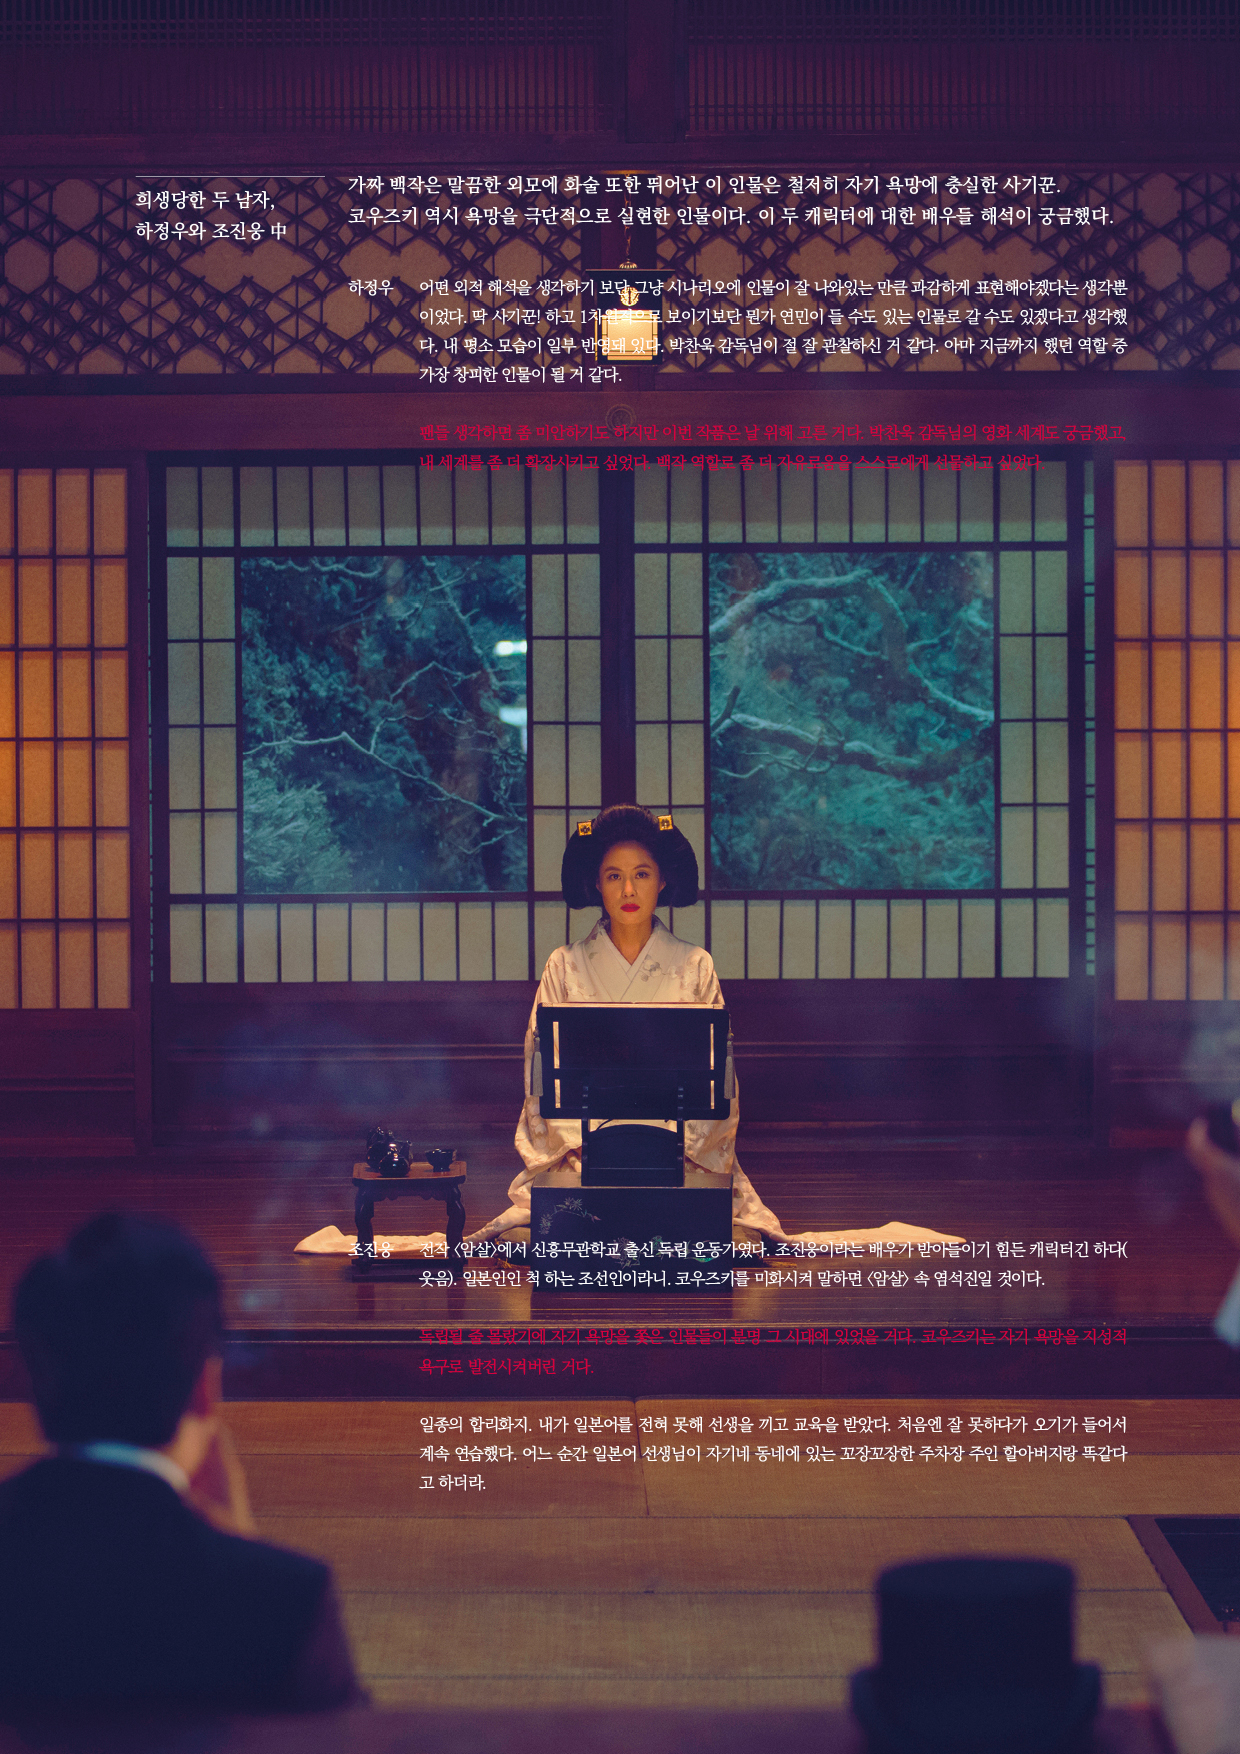 희생당한 두 남자,
하정우와 조진웅 中
가짜 백작은 말끔한 외모에 화술 또한 뛰어난 이 인물은 철저히 자기 욕망에 충실한 사기꾼.
코우즈키 역시 욕망을 극단적으로 실현한 인물이다. 이 두 캐릭터에 대한 배우들 해석이 궁금했다.
하정우 어떤 외적 해석을 생각하기 보단 그냥 시나리오에 인물이 잘 나와있는 만큼 과감하게 표현해야겠다는 생각뿐
이었다. 딱 사기꾼! 하고 1차원적으로 보이기보단 뭔가 연민이 들 수도 있는 인물로 갈 수도 있겠다고 생각했
다. 내 평소 모습이 일부 반영돼 있다. 박찬욱 감독님이 절 잘 관찰하신 거 같다. 아마 지금까지 했던 역할 중
가장 창피한 인물이 될 거 같다.
팬들 생각하면 좀 미안하기도 하지만 이번 작품은 날 위해 고른 거다. 박찬욱 감독님의 영화 세계도 궁금했고,
내 세계를 좀 더 확장시키고 싶었다. 백작 역할로 좀 더 자유로움을 스스로에게 선물하고 싶었다.
조진웅 전작 〈암살〉에서 신흥무관학교 출신 독립 운동가였다. 조진웅이라는 배우가 받아들이기 힘든 캐릭터긴 하다(
웃음). 일본인인 척 하는 조선인이라니. 코우즈키를 미화시켜 말하면 〈암살〉 속 염석진일 것이다.
독립될 줄 몰랐기에 자기 욕망을 쫓은 인물들이 분명 그 시대에 있었을 거다. 코우즈키는 자기 욕망을 지성적
욕구로 발전시켜버린 거다.
일종의 합리화지. 내가 일본어를 전혀 못해 선생을 끼고 교육을 받았다. 처음엔 잘 못하다가 오기가 들어서
계속 연습했다. 어느 순간 일본어 선생님이 자기네 동네에 있는 꼬장꼬장한 주차장 주인 할아버지랑 똑같다
고 하더라.